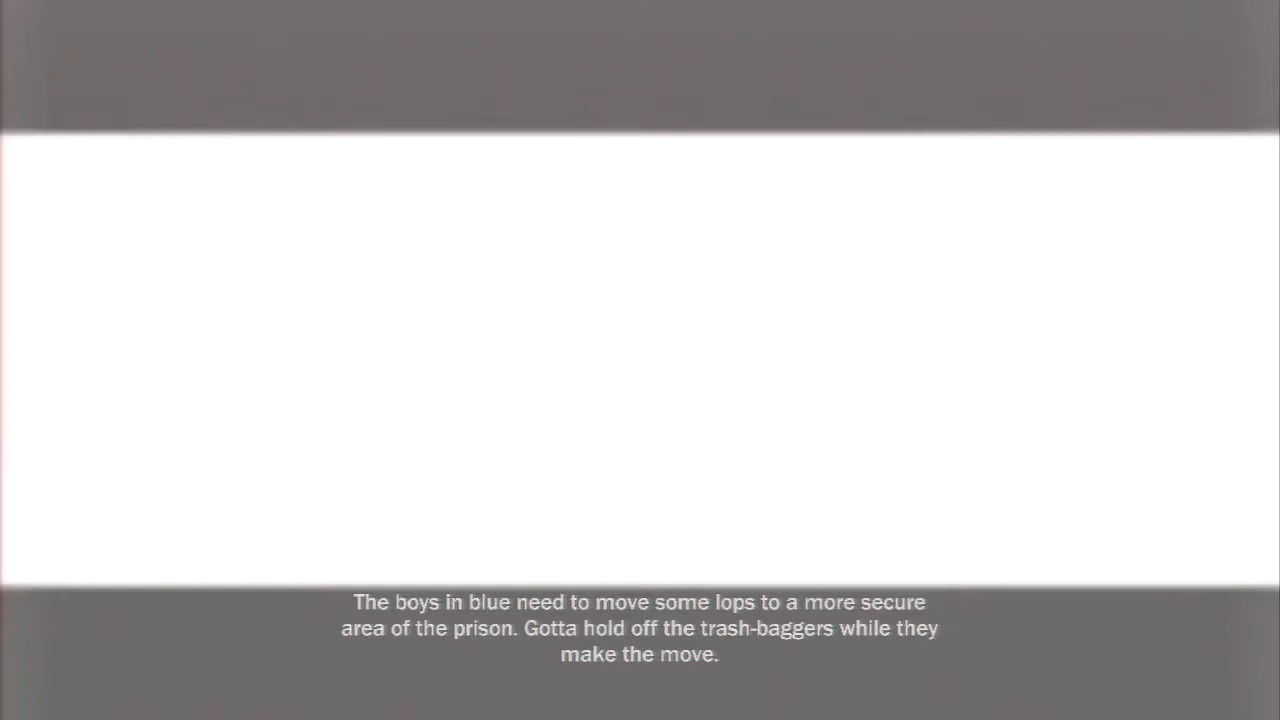 The boys in blue need to move some lops to a more secure
area of the prison. Gotta hold off the trash-baggers while they
make the move.